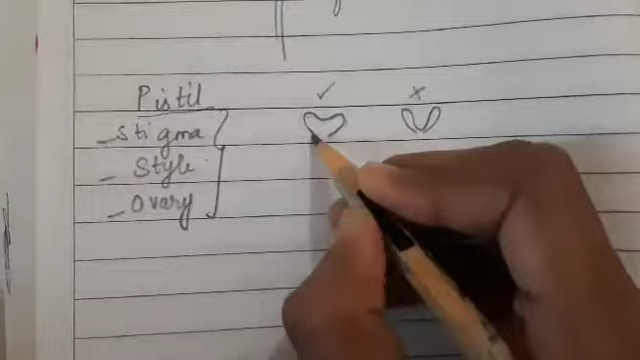 Pistil ✓ ×
- Stigma
- Style
- Ovary